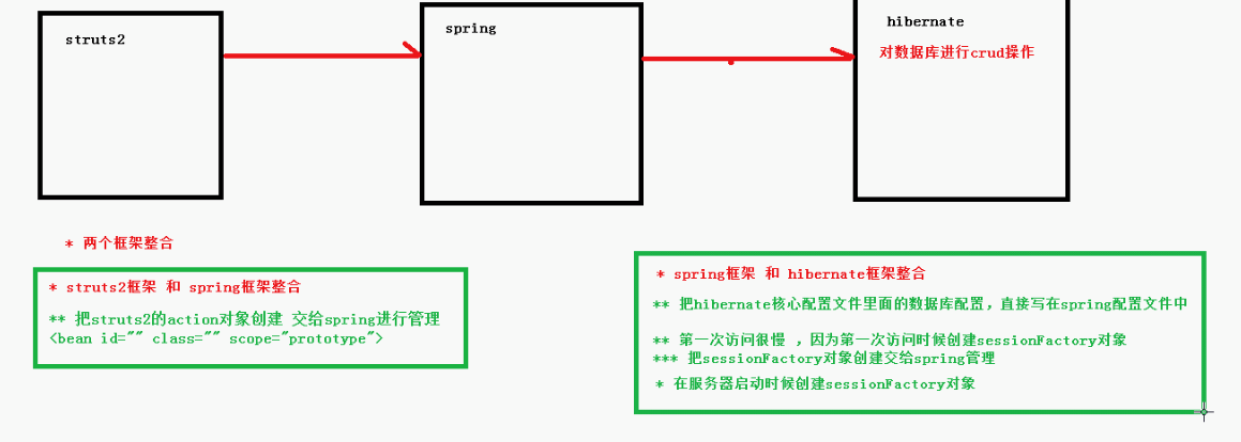 struts2
spring
hibernate
对数据库进行crud操作
* 两个框架整合
* struts2框架 和 spring框架整合
** 把struts2的action对象创建 交给spring进行管理
<bean id="" class="" scope="prototype">
* spring框架 和 hibernate框架整合
** 把hibernate核心配置文件里面的数据库配置，直接写在spring配置文件中
** 第一次访问很慢 ，因为第一次访问时候创建sessionFactory对象
*** 把sessionFactory对象创建交给spring管理
* 在服务器启动时候创建sessionFactory对象